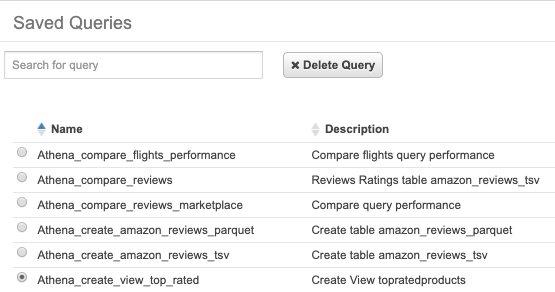 Saved Queries
Search for query
✖ Delete Query
Name Description
Athena_compare_flights_performance Compare flights query performance
Athena_compare_reviews Reviews Ratings table amazon_reviews_tsv
Athena_compare_reviews_marketplace Compare query performance
Athena_create_amazon_reviews_parquet Create table amazon_reviews_parquet
Athena_create_amazon_reviews_tsv Create table amazon_reviews_tsv
Athena_create_view_top_rated Create View topratedproducts